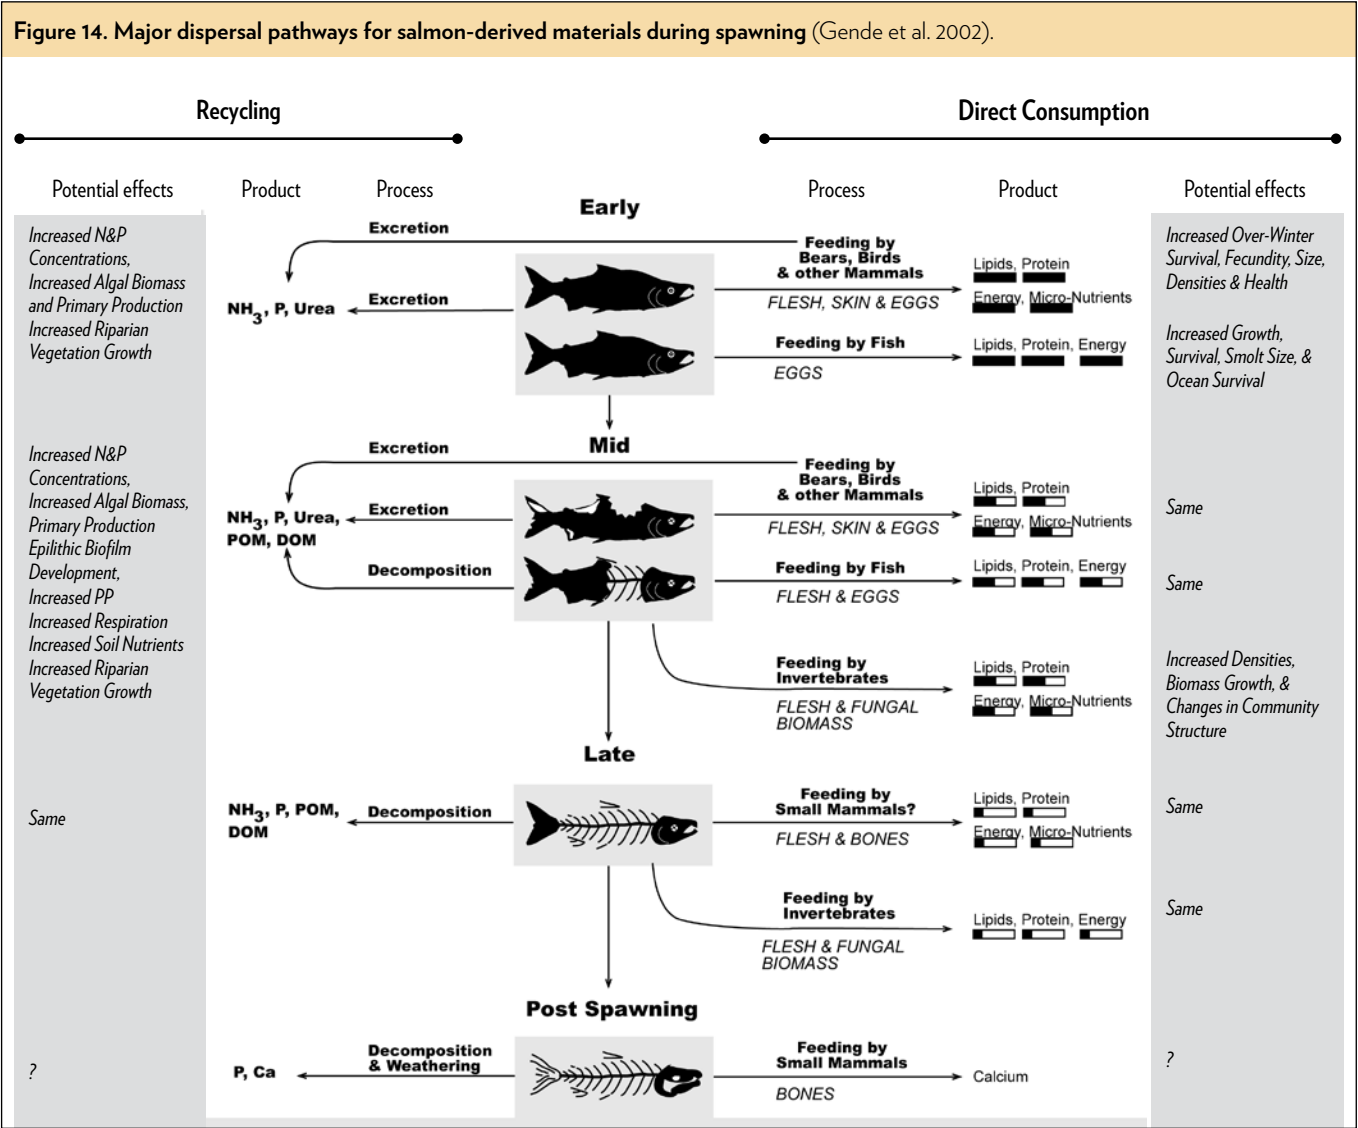 Figure 14. Major dispersal pathways for salmon-derived materials during spawning (Gende et al. 2002).
Recycling
Direct Consumption
Potential effects
Product
Process
Process
Product
Potential effects
Early
Increased N&P
Concentrations,
Increased Algal Biomass
and Primary Production
Increased Riparian
Vegetation Growth
Excretion
NH3, P, Urea
Excretion
Feeding by
Bears, Birds
& other Mammals
FLESH, SKIN & EGGS
Lipids, Protein
Energy, Micro-Nutrients
Increased Over-Winter
Survival, Fecundity, Size,
Densities & Health
Feeding by Fish
EGGS
Lipids, Protein, Energy
Increased Growth,
Survival, Smolt Size, &
Ocean Survival
Mid
Increased N&P
Concentrations,
Increased Algal Biomass,
Primary Production
Epilithic Biofilm
Development,
Increased PP
Increased Respiration
Increased Soil Nutrients
Increased Riparian
Vegetation Growth
Excretion
NH3, P, Urea,
POM, DOM
Excretion
Decomposition
Feeding by
Bears, Birds
& other Mammals
FLESH, SKIN & EGGS
Lipids, Protein
Energy, Micro-Nutrients
Same
Feeding by Fish
FLESH & EGGS
Lipids, Protein, Energy
Same
Feeding by
Invertebrates
FLESH & FUNGAL
BIOMASS
Lipids, Protein
Energy, Micro-Nutrients
Increased Densities,
Biomass Growth, &
Changes in Community
Structure
Late
Same
NH3, P, POM,
DOM
Decomposition
Feeding by
Small Mammals?
FLESH & BONES
Lipids, Protein
Energy, Micro-Nutrients
Same
Feeding by
Invertebrates
FLESH & FUNGAL
BIOMASS
Lipids, Protein, Energy
Same
Post Spawning
?
P, Ca
Decomposition
& Weathering
Feeding by
Small Mammals
BONES
Calcium
?